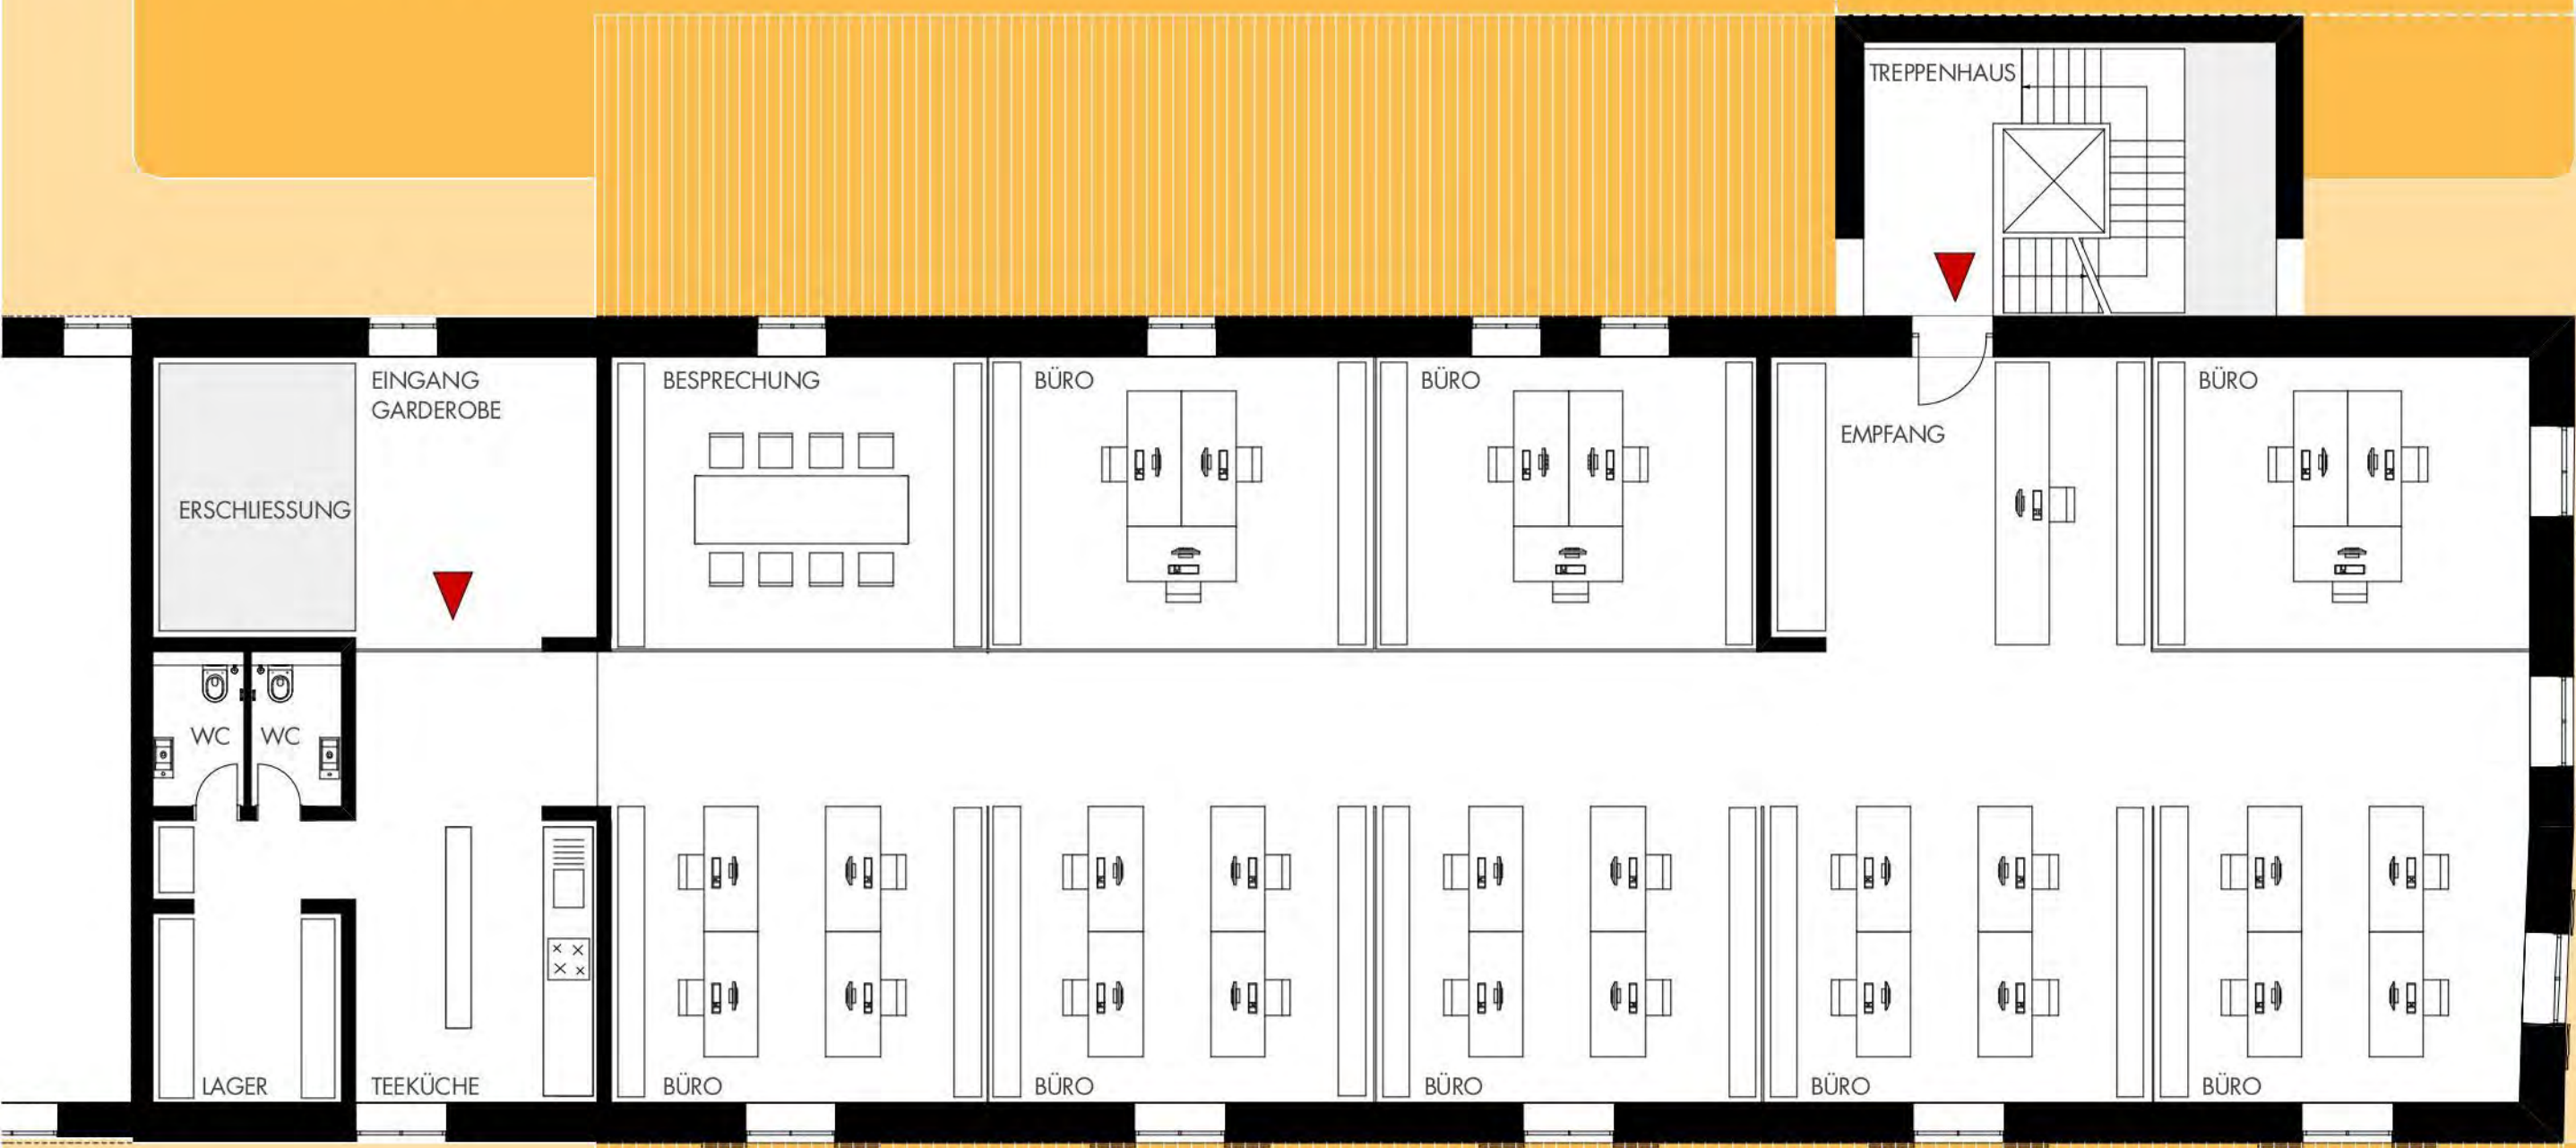 TREPPENHAUS
EINGANG
GARDEROBE
BESPRECHUNG
BÜRO
BÜRO
BÜRO
EMPFANG
ERSCHLIESSUNG
WC
WC
LAGER
TEEKÜCHE
BÜRO
BÜRO
BÜRO
BÜRO
BÜRO